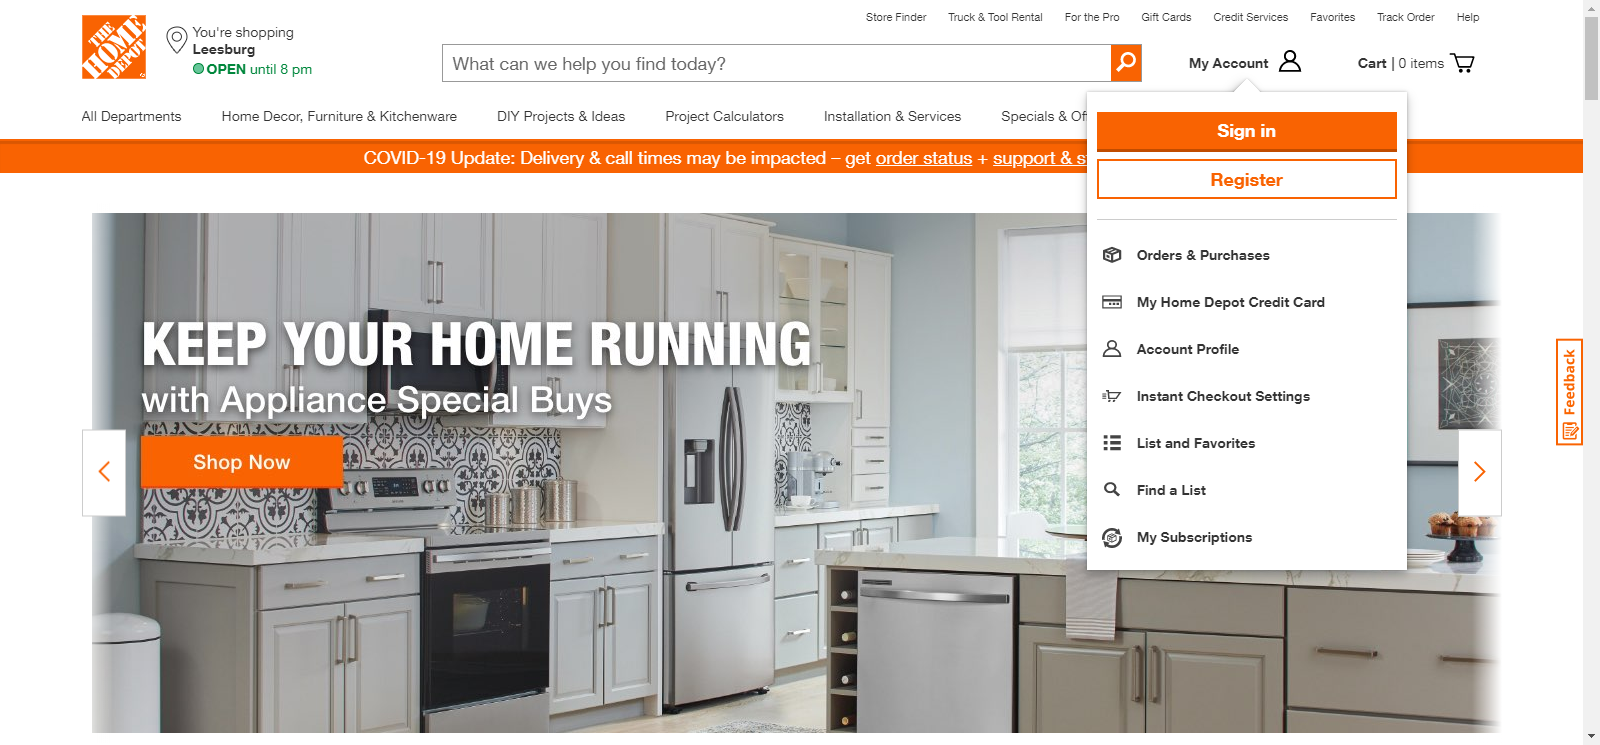 Store Finder Truck & Tool Rental For the Pro Gift Cards Credit Services Favorites Track Order Help
THE HOME DEPOT
You're shopping
Leesburg
OPEN until 8 pm
What can we help you find today?
My Account
Cart | 0 items
All Departments Home Decor, Furniture & Kitchenware DIY Projects & Ideas Project Calculators Installation & Services Specials & Of
COVID-19 Update: Delivery & call times may be impacted – get order status + support & s
Sign in
Register
Orders & Purchases
My Home Depot Credit Card
Account Profile
Instant Checkout Settings
List and Favorites
Find a List
My Subscriptions
KEEP YOUR HOME RUNNING
with Appliance Special Buys
Shop Now
Feedback